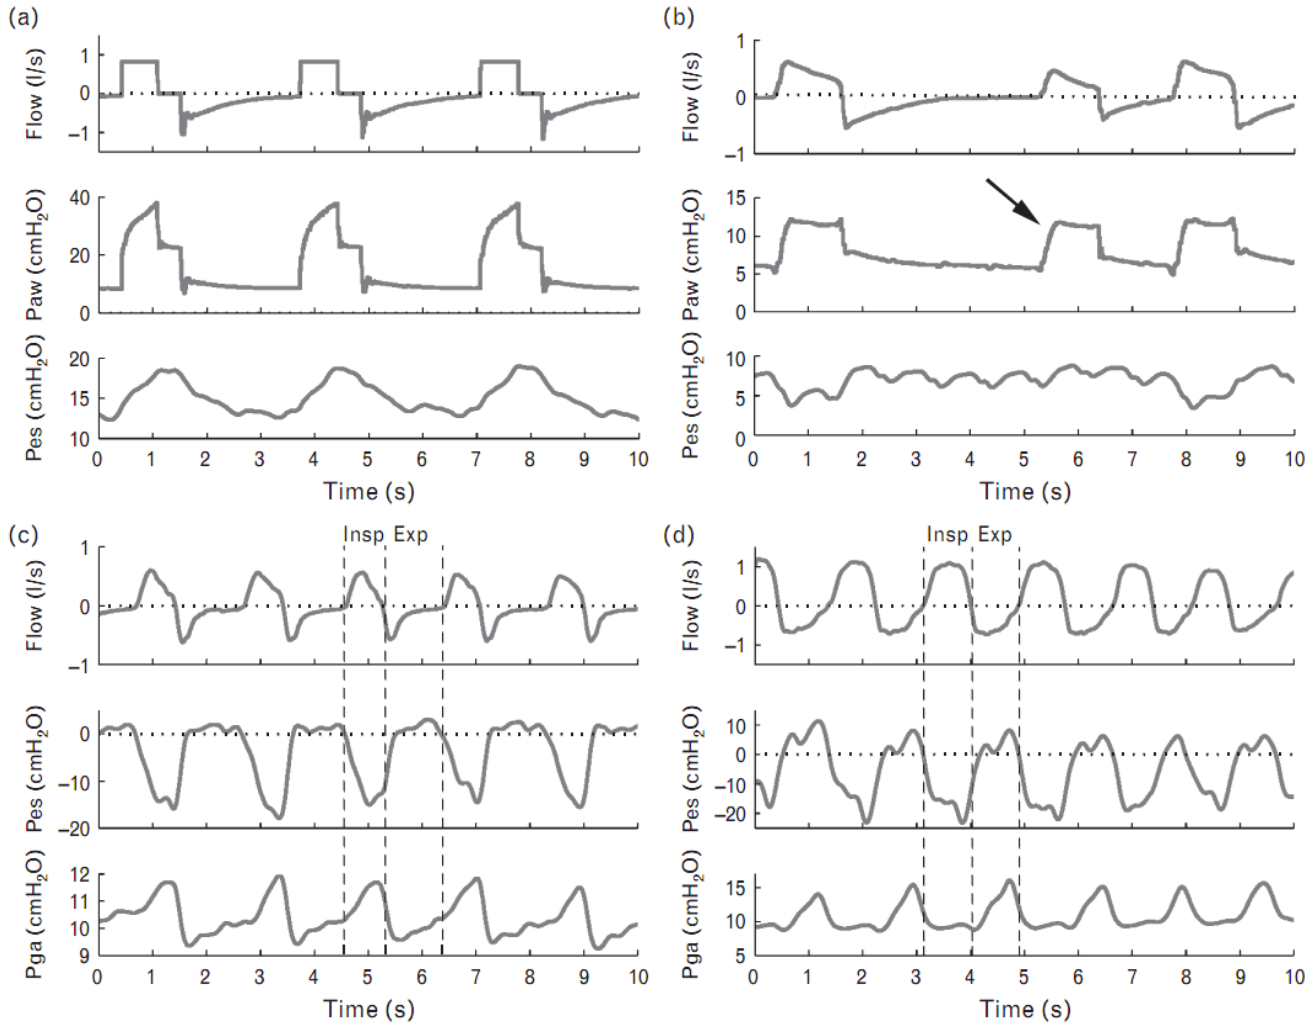 (a)
Flow (l/s)
1
0
–1
Paw (cmH2O)
40
20
0
Pes (cmH2O)
20
15
10
0 1 2 3 4 5 6 7 8 9 10
Time (s)
(b)
Flow (l/s)
1
0
–1
Paw (cmH2O)
15
10
5
0
Pes (cmH2O)
10
5
0
0 1 2 3 4 5 6 7 8 9 10
Time (s)
(c)
Insp Exp
Flow (l/s)
1
0
–1
Pes (cmH2O)
0
–10
–20
Pga (cmH2O)
12
11
10
9
0 1 2 3 4 5 6 7 8 9 10
Time (s)
(d)
Insp Exp
Flow (l/s)
1
0
–1
Pes (cmH2O)
10
0
–10
–20
Pga (cmH2O)
15
10
5
0 1 2 3 4 5 6 7 8 9 10
Time (s)